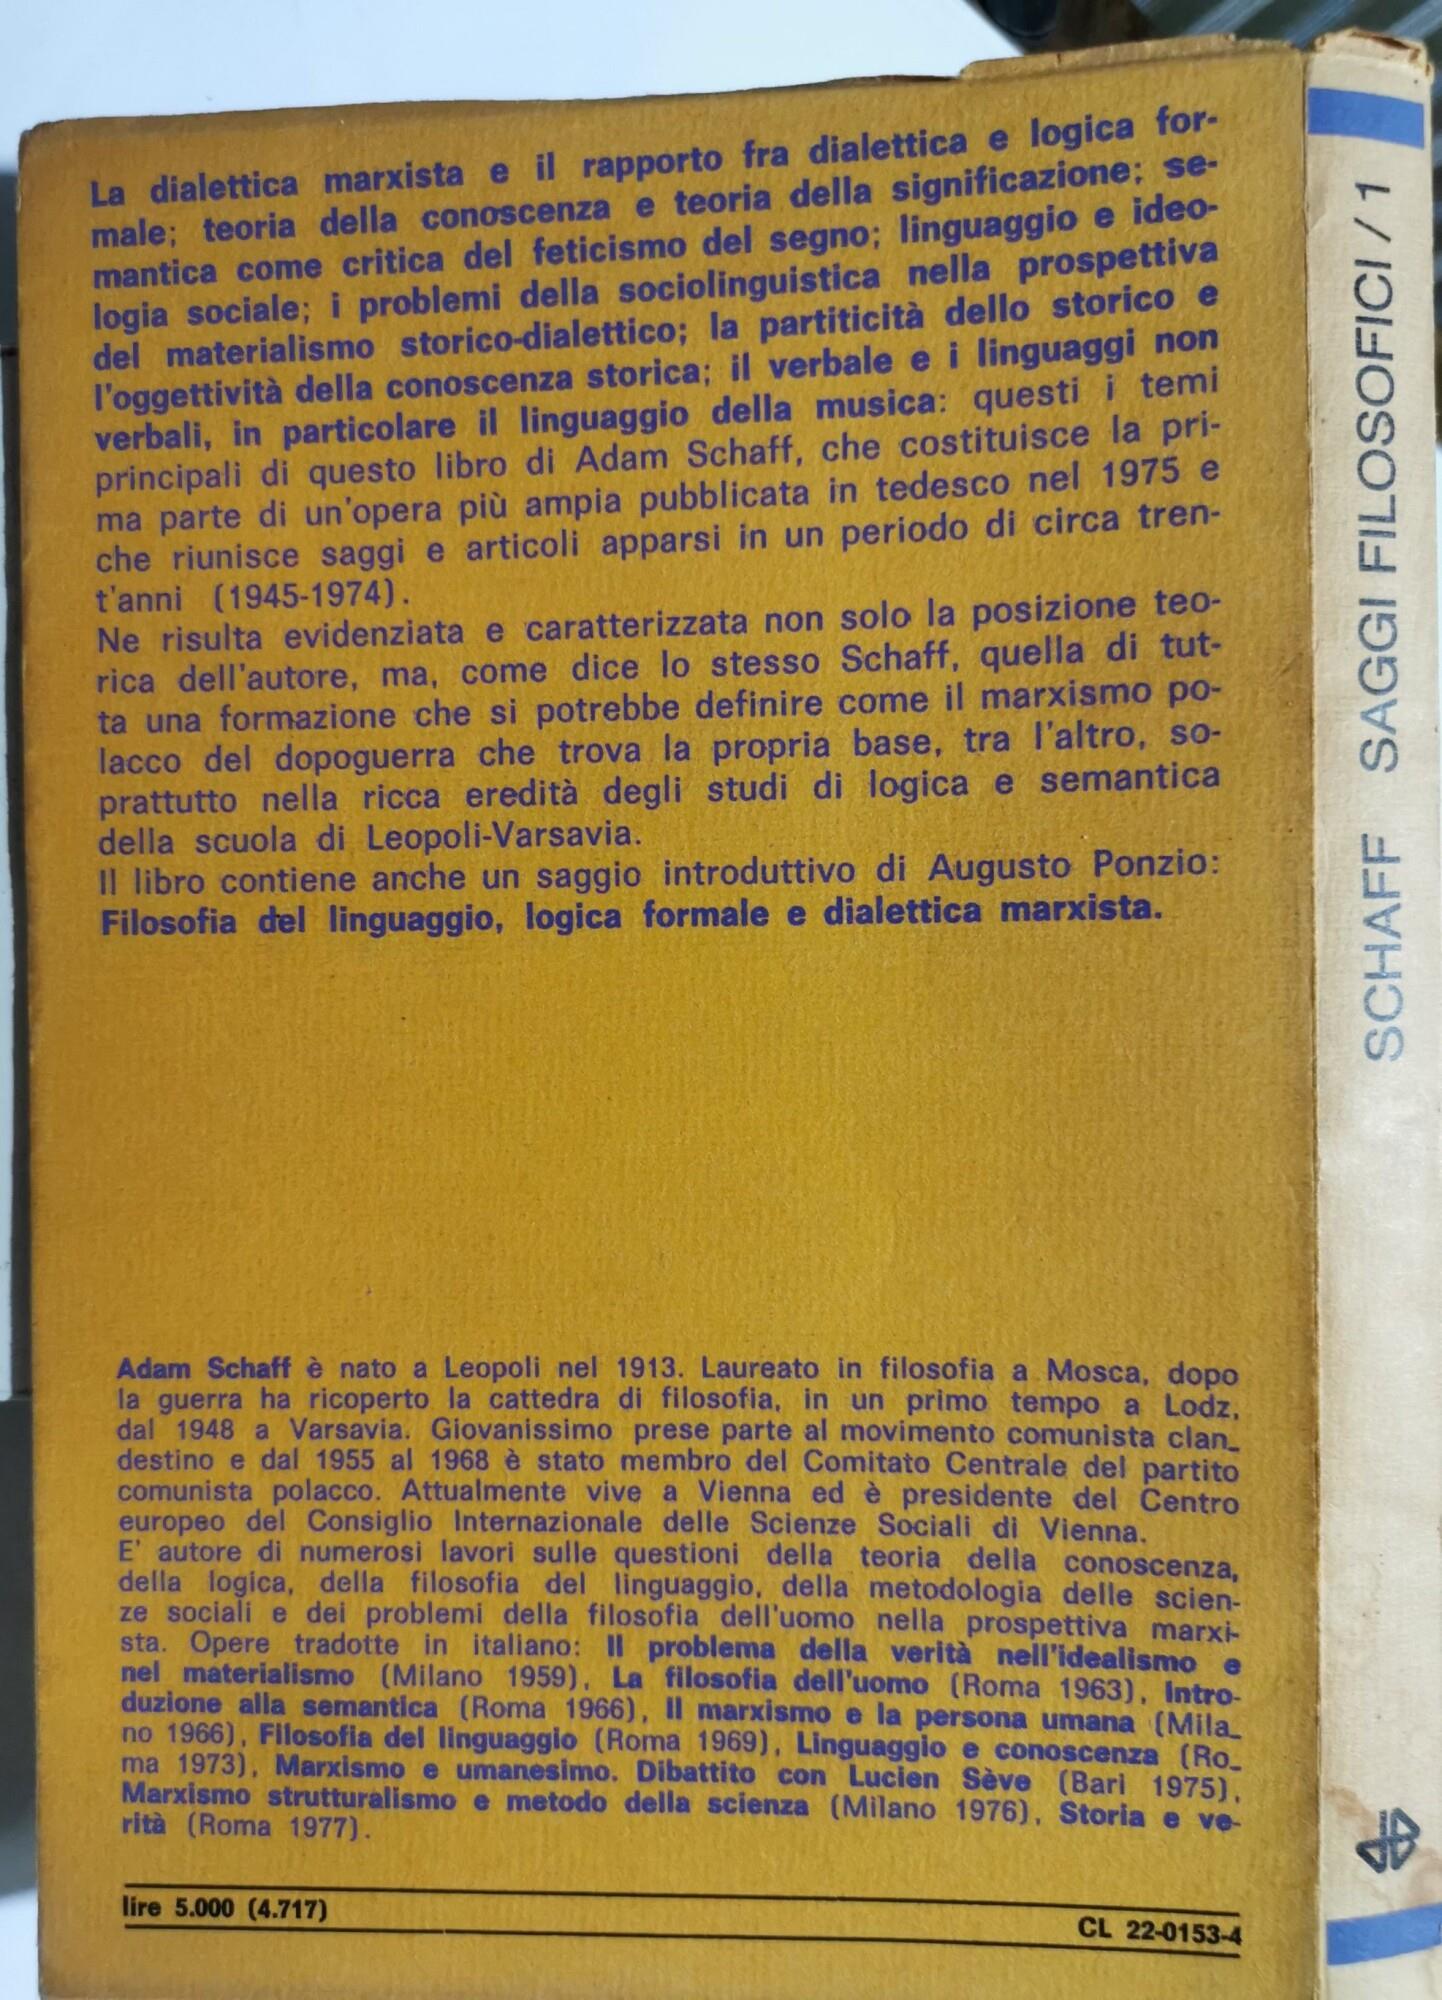 La dialettica marxista e il rapporto fra dialettica e logica for-
male; teoria della conoscenza e teoria della significazione; se-
mantica come critica del feticismo del segno; linguaggio e ideo-
logia sociale; i problemi della sociolinguistica nella prospettiva
del materialismo storico-dialettico; la partiticità dello storico e
l'oggettività della conoscenza storica; il verbale e i linguaggi non
verbali, in particolare il linguaggio della musica: questi i temi
principali di questo libro di Adam Schaff, che costituisce la pri-
ma parte di un'opera più ampia pubblicata in tedesco nel 1975 e
che riunisce saggi e articoli apparsi in un periodo di circa tren-
t'anni (1945-1974).
Ne risulta evidenziata e caratterizzata non solo la posizione teo-
rica dell'autore, ma, come dice lo stesso Schaff, quella di tut-
ta una formazione che si potrebbe definire come il marxismo po-
lacco del dopoguerra che trova la propria base, tra l'altro, so-
prattutto nella ricca eredità degli studi di logica e semantica
della scuola di Leopoli-Varsavia.
Il libro contiene anche un saggio introduttivo di Augusto Ponzio:
Filosofia del linguaggio, logica formale e dialettica marxista.
Adam Schaff è nato a Leopoli nel 1913. Laureato in filosofia a Mosca, dopo
la guerra ha ricoperto la cattedra di filosofia, in un primo tempo a Lodz,
dal 1948 a Varsavia. Giovanissimo prese parte al movimento comunista clan_
destino e dal 1955 al 1968 è stato membro del Comitato Centrale del partito
comunista polacco. Attualmente vive a Vienna ed è presidente del Centro
europeo del Consiglio Internazionale delle Scienze Sociali di Vienna.
E' autore di numerosi lavori sulle questioni della teoria della conoscenza,
della logica, della filosofia del linguaggio, della metodologia delle scien-
ze sociali e dei problemi della filosofia dell'uomo nella prospettiva marxi-
sta. Opere tradotte in italiano: Il problema della verità nell'idealismo e
nel materialismo (Milano 1959), La filosofia dell'uomo (Roma 1963), Intro-
duzione alla semantica (Roma 1966), Il marxismo e la persona umana (Mila_
no 1966), Filosofia del linguaggio (Roma 1969), Linguaggio e conoscenza (Ro_
ma 1973), Marxismo e umanesimo. Dibattito con Lucien Sève (Bari 1975),
Marxismo strutturalismo e metodo della scienza (Milano 1976), Storia e ve-
rità (Roma 1977).
lire 5.000 (4.717)
CL 22-0153-4
SCHAFF SAGGI FILOSOFICI / 1